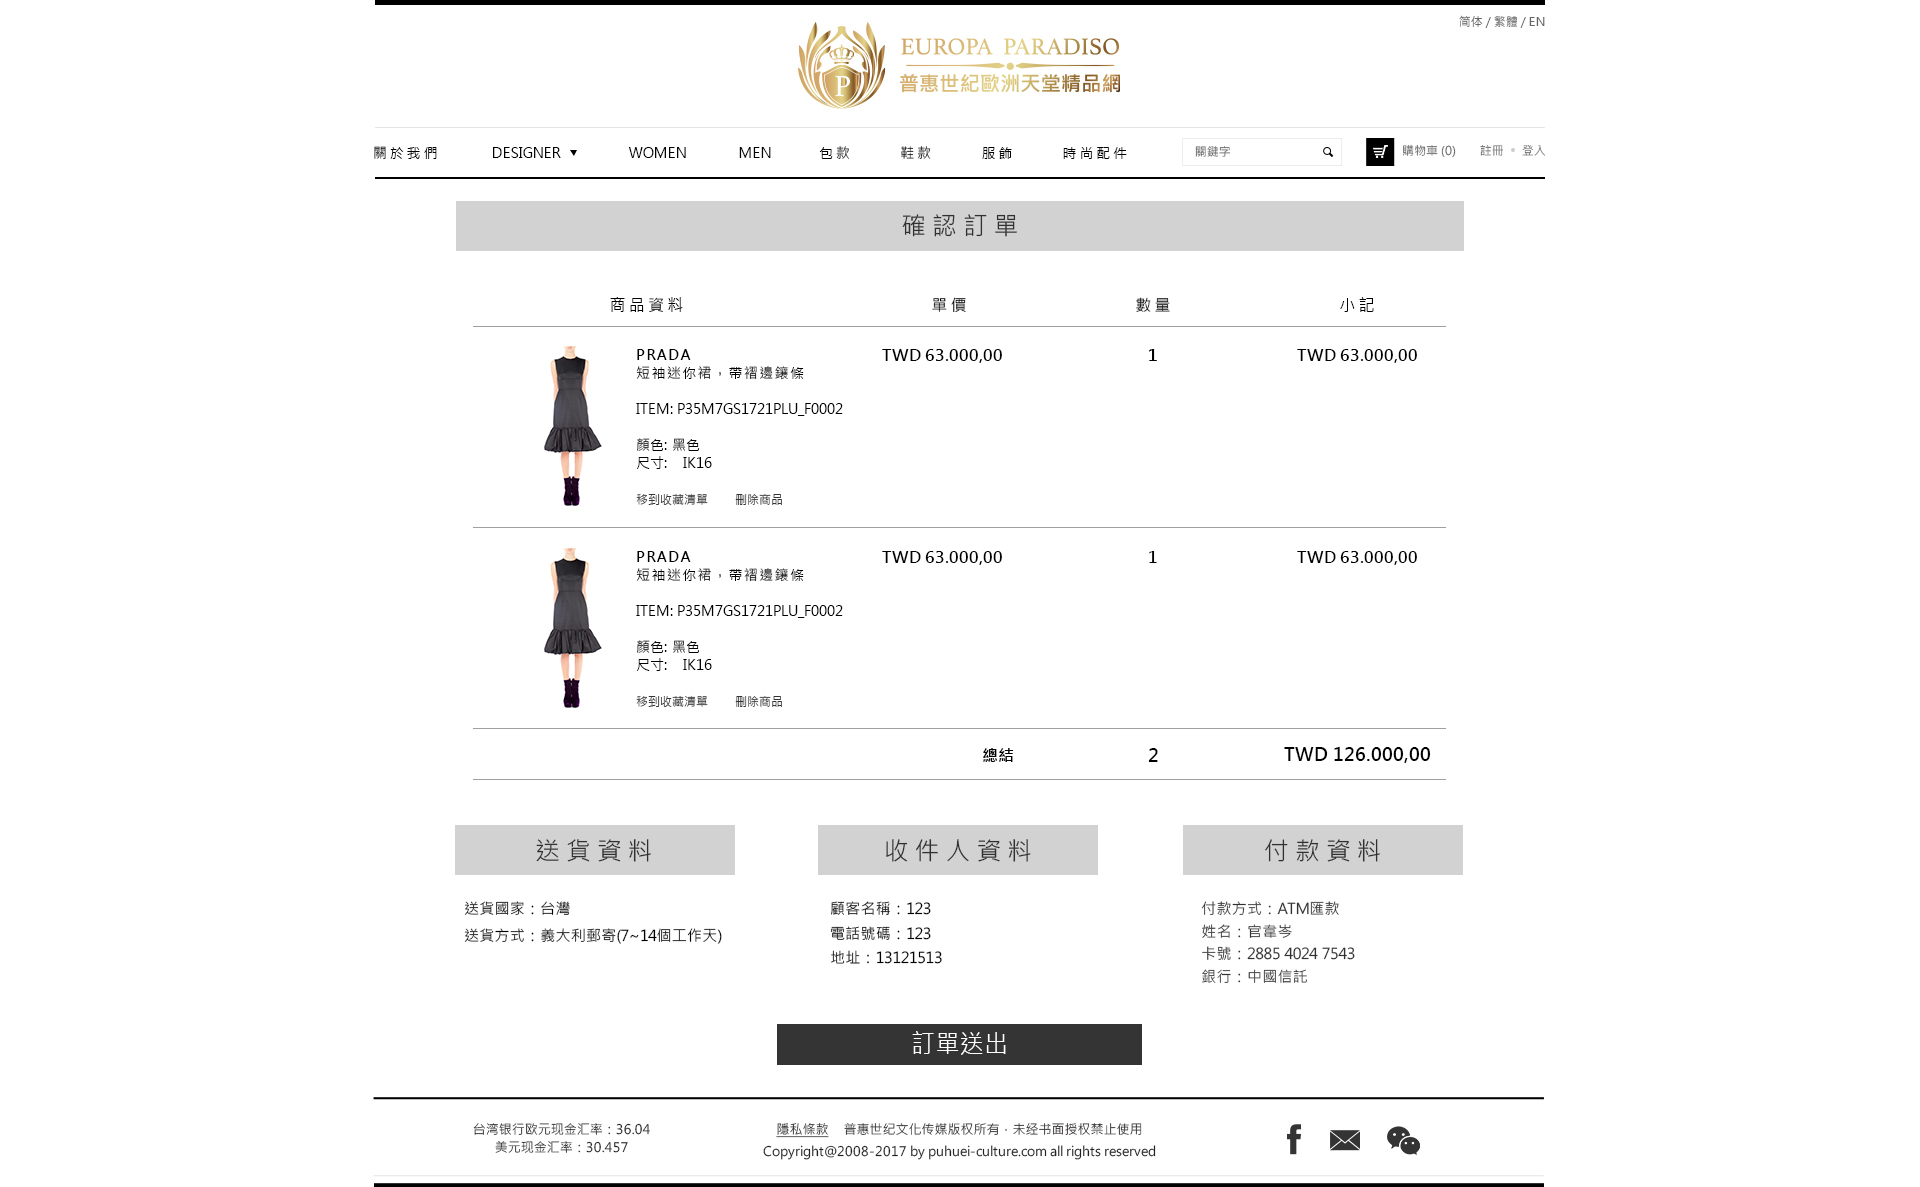 简体 / 繁體 / EN
EUROPA PARADISO
普惠世紀歐洲天堂精品網
P
關於我們 DESIGNER ▼ WOMEN MEN 包款 鞋款 服飾 時尚配件 關鍵字 購物車 (0) 註冊 • 登入
確認訂單
商品資料 單價 數量 小記
PRADA TWD 63.000,00 1 TWD 63.000,00
短袖迷你裙，帶褶邊鑲條
ITEM: P35M7GS1721PLU_F0002
顏色: 黑色
尺寸: IK16
移到收藏清單 刪除商品
PRADA TWD 63.000,00 1 TWD 63.000,00
短袖迷你裙，帶褶邊鑲條
ITEM: P35M7GS1721PLU_F0002
顏色: 黑色
尺寸: IK16
移到收藏清單 刪除商品
總結 2 TWD 126.000,00
送貨資料
送貨國家：台灣
送貨方式：義大利郵寄(7~14個工作天)
收件人資料
顧客名稱：123
電話號碼：123
地址：13121513
付款資料
付款方式：ATM匯款
姓名：官韋岑
卡號：2885 4024 7543
銀行：中國信託
訂單送出
台湾银行欧元现金汇率：36.04
美元现金汇率：30.457
隱私條款 普惠世纪文化传媒版权所有．未经书面授权禁止使用
Copyright@2008-2017 by puhuei-culture.com all rights reserved